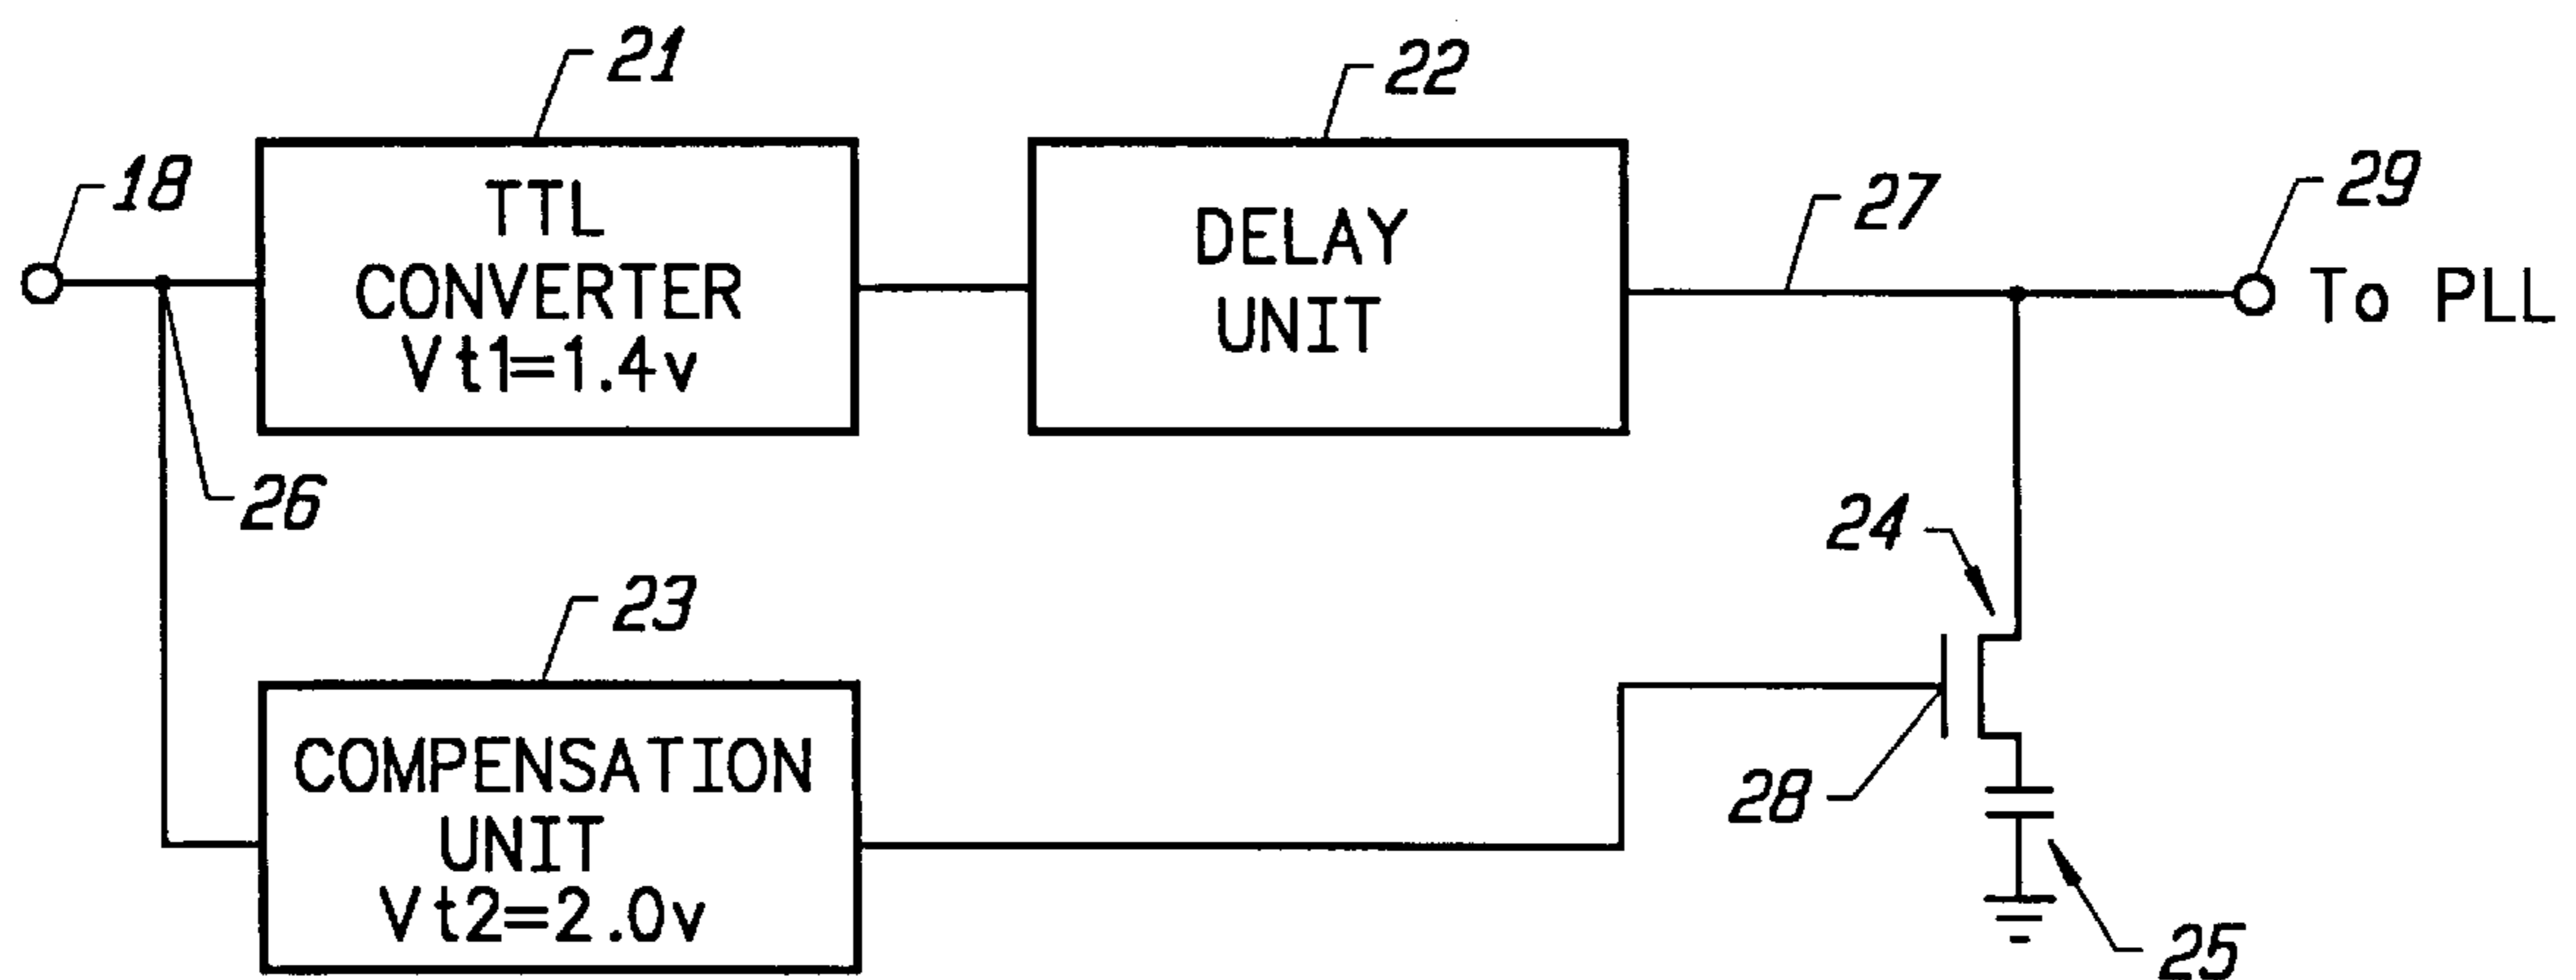 21
22
18
TTL
CONVERTER
Vt1=1.4v
DELAY
UNIT
27
29
To PLL
26
24
23
COMPENSATION
UNIT
Vt2=2.0v
28
25